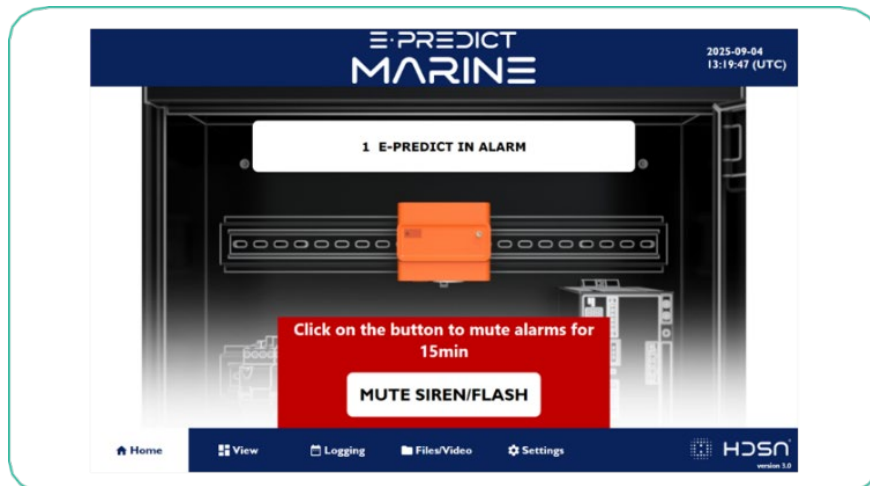 E·PREDICT
MARINE
2025-09-04
13:19:47 (UTC)
1 E-PREDICT IN ALARM
Click on the button to mute alarms for
15min
MUTE SIREN/FLASH
Home View Logging Files/Video Settings
HDSN
version 3.0